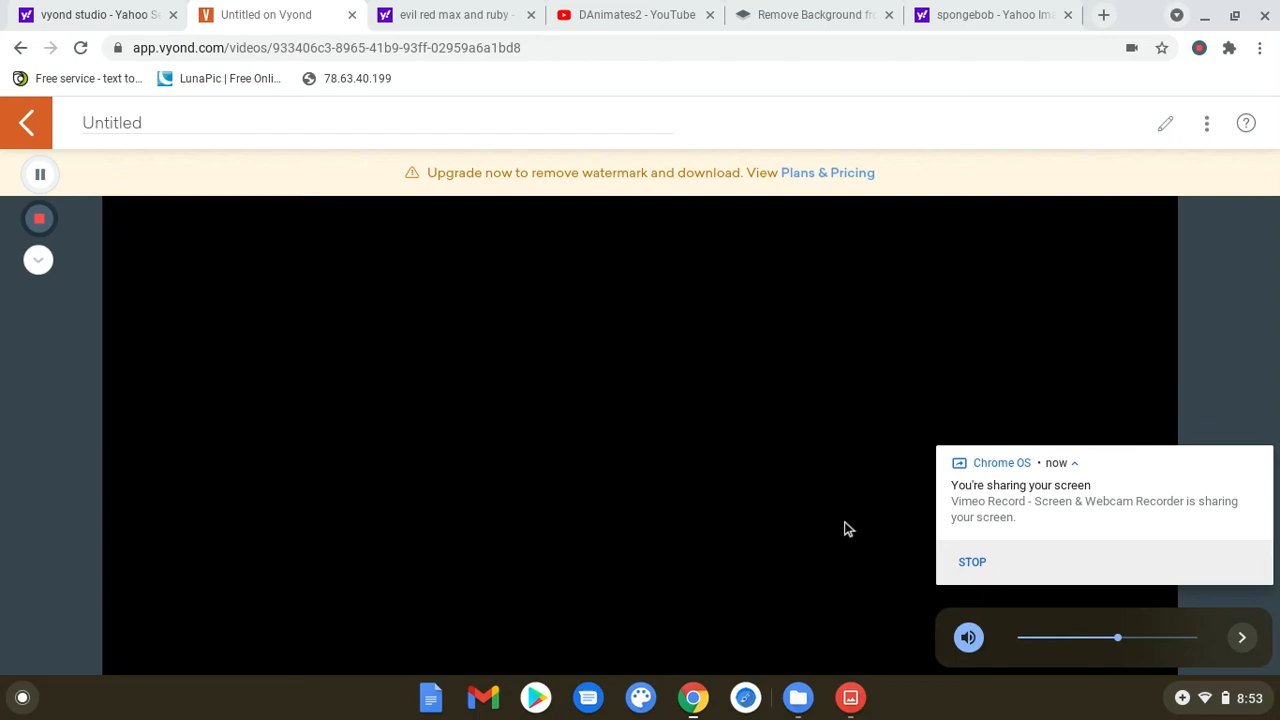 vyond studio - Yahoo S
Untitled on Vyond
evil red max and ruby -
DAnimates2 - YouTube
Remove Background fr
spongebob - Yahoo Im
app.vyond.com/videos/933406c3-8965-41b9-93ff-02959a6a1bd8
Free service - text to...
LunaPic | Free Onli...
78.63.40.199
Untitled
Upgrade now to remove watermark and download. View Plans & Pricing
Chrome OS • now
You're sharing your screen
Vimeo Record - Screen & Webcam Recorder is sharing
your screen.
STOP
8:53